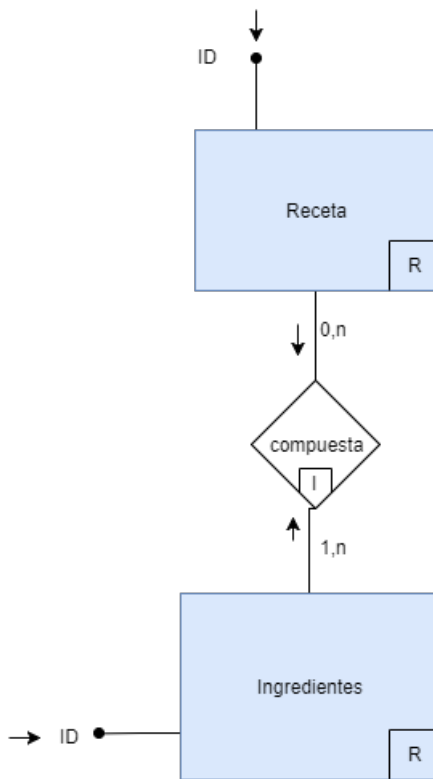 ID
Receta
R
0,n
compuesta
I
1,n
Ingredientes
ID
R